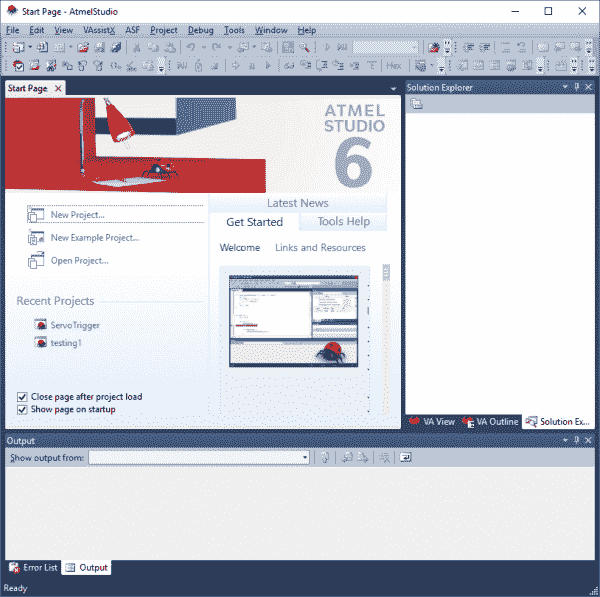 Start Page - AtmelStudio
File Edit View VAssistX ASF Project Debug Tools Window Help
Hex
Start Page
Solution Explorer
ATMEL
STUDIO
6
Latest News
Get Started Tools Help
New Project...
New Example Project...
Open Project...
Welcome Links and Resources
Recent Projects
ServoTrigger
testing1
Close page after project load
Show page on startup
VA View VA Outline Solution Ex...
Output
Show output from:
Error List Output
Ready